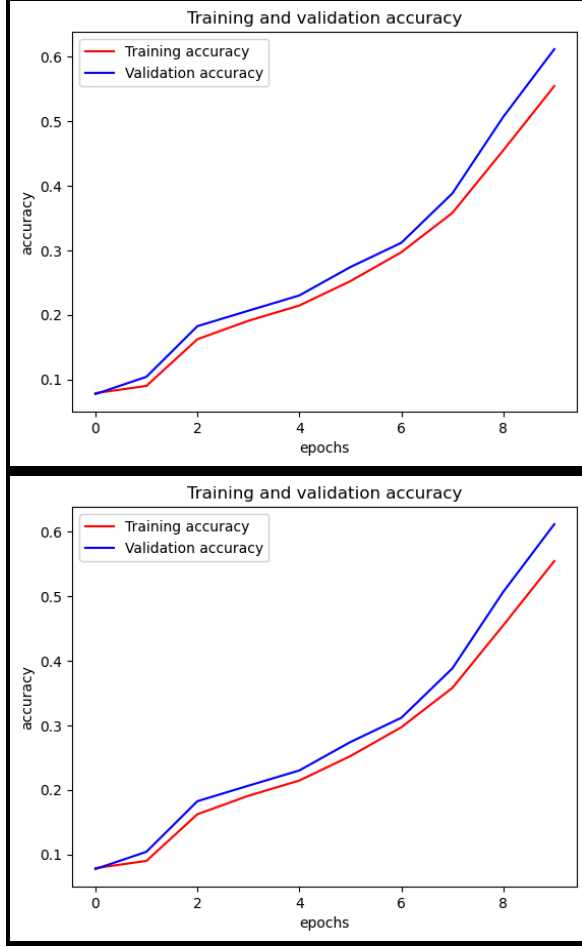 Training and validation accuracy
Training accuracy
Validation accuracy
0.6
0.5
0.4
0.3
0.2
0.1
accuracy
0 2 4 6 8
epochs
Training and validation accuracy
Training accuracy
Validation accuracy
0.6
0.5
0.4
0.3
0.2
0.1
accuracy
0 2 4 6 8
epochs